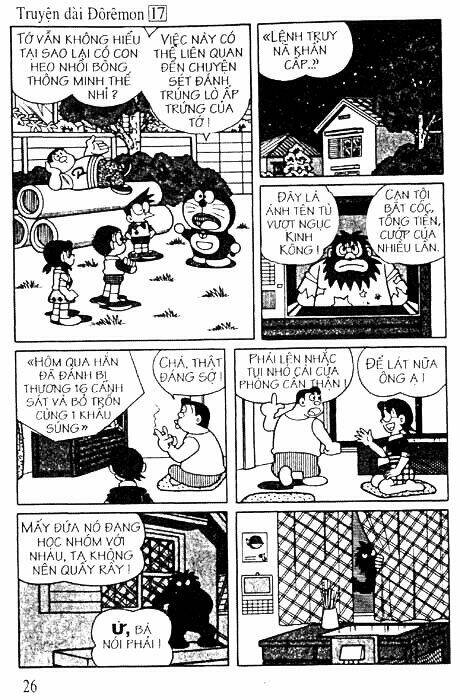 Truyện dài Đôrêmon 17
TỚ VẪN KHÔNG HIỂU
TẠI SAO LẠI CÓ CON
HEO NHỒI BÔNG
THÔNG MINH THẾ
NHỈ ?
VIỆC NÀY CÓ
THỂ LIÊN QUAN
ĐẾN CHUYỆN
SÉT ĐÁNH
TRÚNG LÒ ẤP
TRỨNG CỦA
TỚ !
«LỆNH TRUY
NÃ KHẨN
CẤP..»
ĐÂY LÀ
ẢNH TÊN TÙ
VƯỢT NGỤC
KINH
KÔNG !
CAN TỘI
BẮT CÓC,
TỐNG TIỀN,
CƯỚP CỦA
NHIỀU LẦN.
«HÔM QUA HẮN
ĐÃ ĐÁNH BỊ
THƯƠNG 16 CẢNH
SÁT VÀ BỎ TRỐN
CÙNG 1 KHẨU
SÚNG»
CHÀ, THẬT
ĐÁNG SỢ !
PHẢI LÊN NHẮC
TỤI NHỎ CÀI CỬA
PHÒNG CẨN THẬN !
ĐỂ LÁT NỮA
ÔNG Ạ !
MẤY ĐỨA NÓ ĐANG
HỌC NHÓM VỚI
NHAU, TA KHÔNG
NÊN QUẤY RẦY !
Ừ, BÀ
NÓI PHẢI !
26